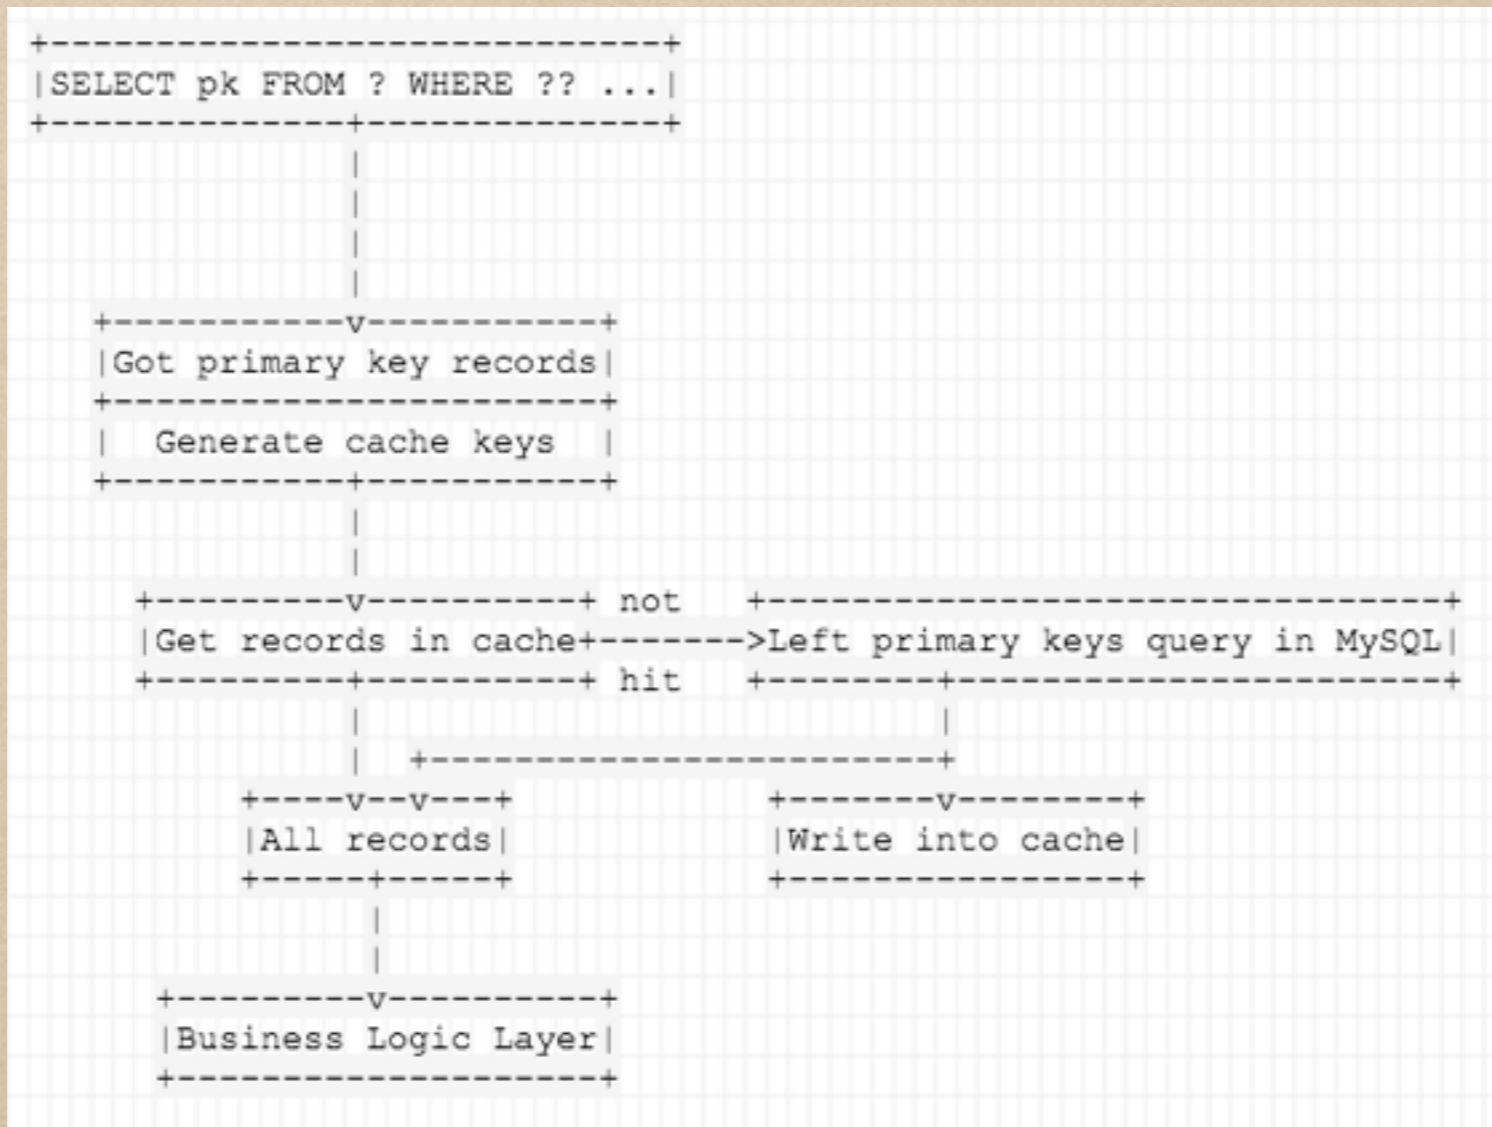 SELECT pk FROM ? WHERE ?? ...
Got primary key records
Generate cache keys
not
Get records in cache
Left primary keys query in MySQL
hit
All records
Write into cache
Business Logic Layer